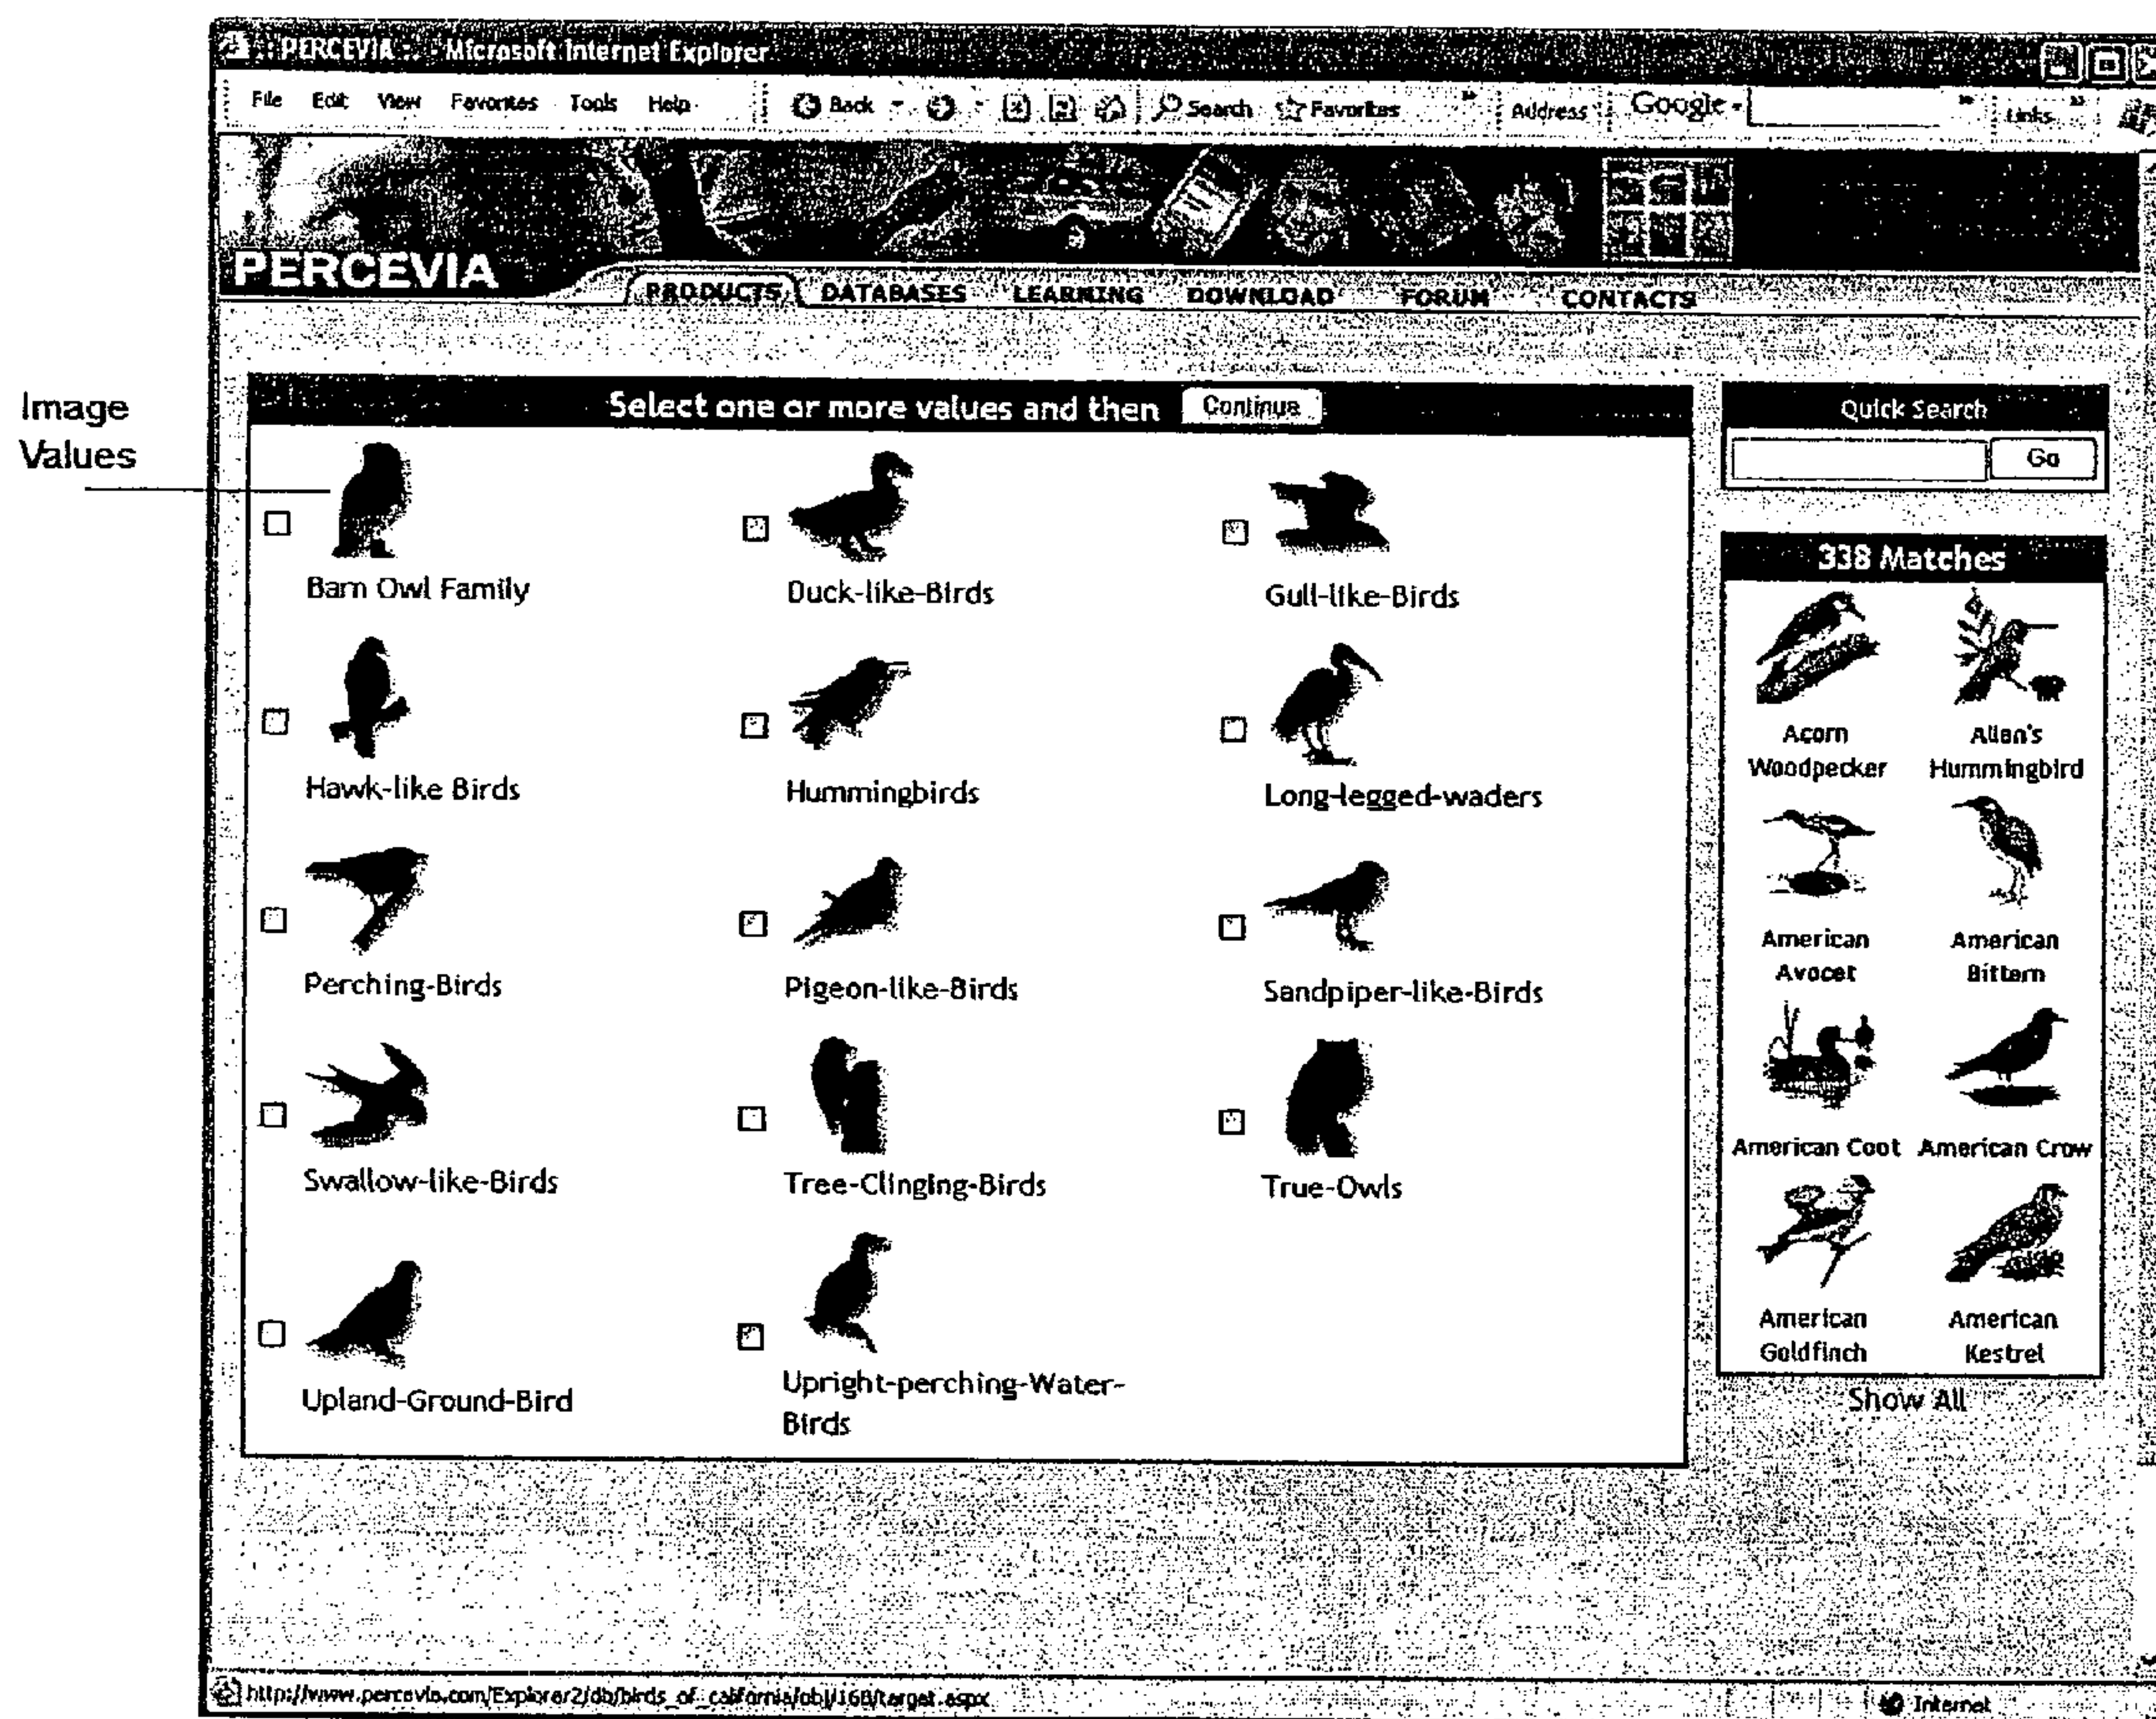 .: PERCEVIA :. - Microsoft Internet Explorer
File Edit View Favorites Tools Help Back Search Favorites Address Google Links
PERCEVIA
PRODUCTS DATABASES LEARNING DOWNLOAD FORUM CONTACTS
Image
Values
Select one or more values and then Continue
Barn Owl Family Duck-like-Birds Gull-like-Birds
Hawk-like Birds Hummingbirds Long-legged-waders
Perching-Birds Pigeon-like-Birds Sandpiper-like-Birds
Swallow-like-Birds Tree-Clinging-Birds True-Owls
Upland-Ground-Bird Upright-perching-Water-
Birds
Quick Search
Go
338 Matches
Acorn Allen's
Woodpecker Hummingbird
American American
Avocet Bittern
American Coot American Crow
American American
Goldfinch Kestrel
Show All
http://www.percevia.com/Explorer2/db/birds_of_california/obj/168/target.aspx Internet